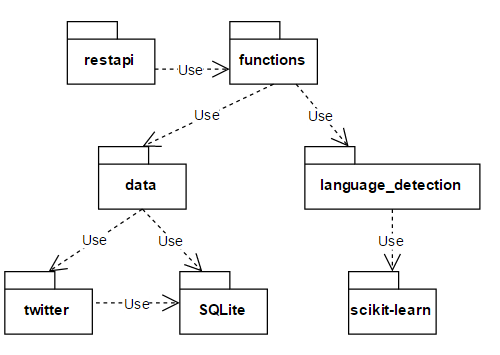 restapi
Use
functions
Use
Use
data
language_detection
Use
Use
Use
twitter
Use
SQLite
scikit-learn